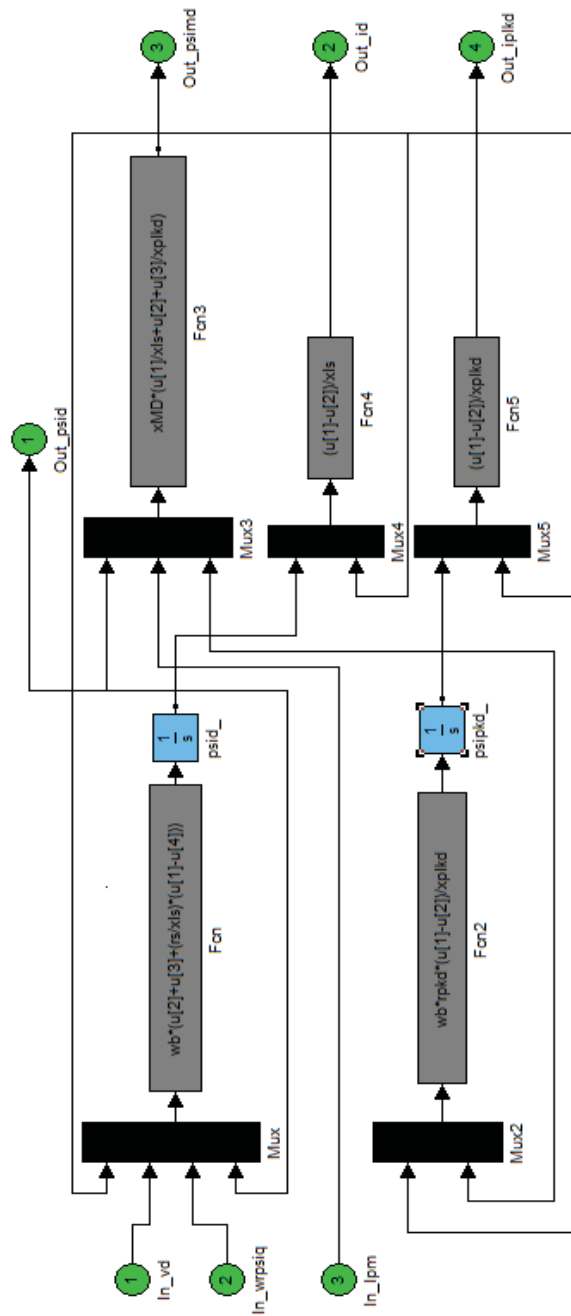 1
Out_psid
1
In_vd
2
In_wrpsiq
Mux
wb*(u[2]+u[3]+(rs/xls)*(u[1]-u[4]))
Fcn
1
s
psid_
Mux3
xMD*(u[1]/xls+u[2]+u[3]/xplkd)
Fcn3
3
Out_psimd
3
In_Ipm
Mux4
(u[1]-u[2])/xls
Fcn4
2
Out_id
Mux2
wb*rpkd*(u[1]-u[2])/xplkd
Fcn2
1
s
psipkd_
Mux5
(u[1]-u[2])/xplkd
Fcn5
4
Out_iplkd